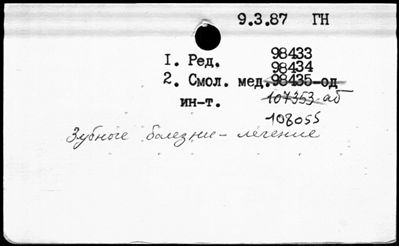 9.3.87 ГН
98433
1. Ред. 98434
2. Смол. мед. 98435-од
ин-т. 107353-аб
108055
Зубные болезни - лечение